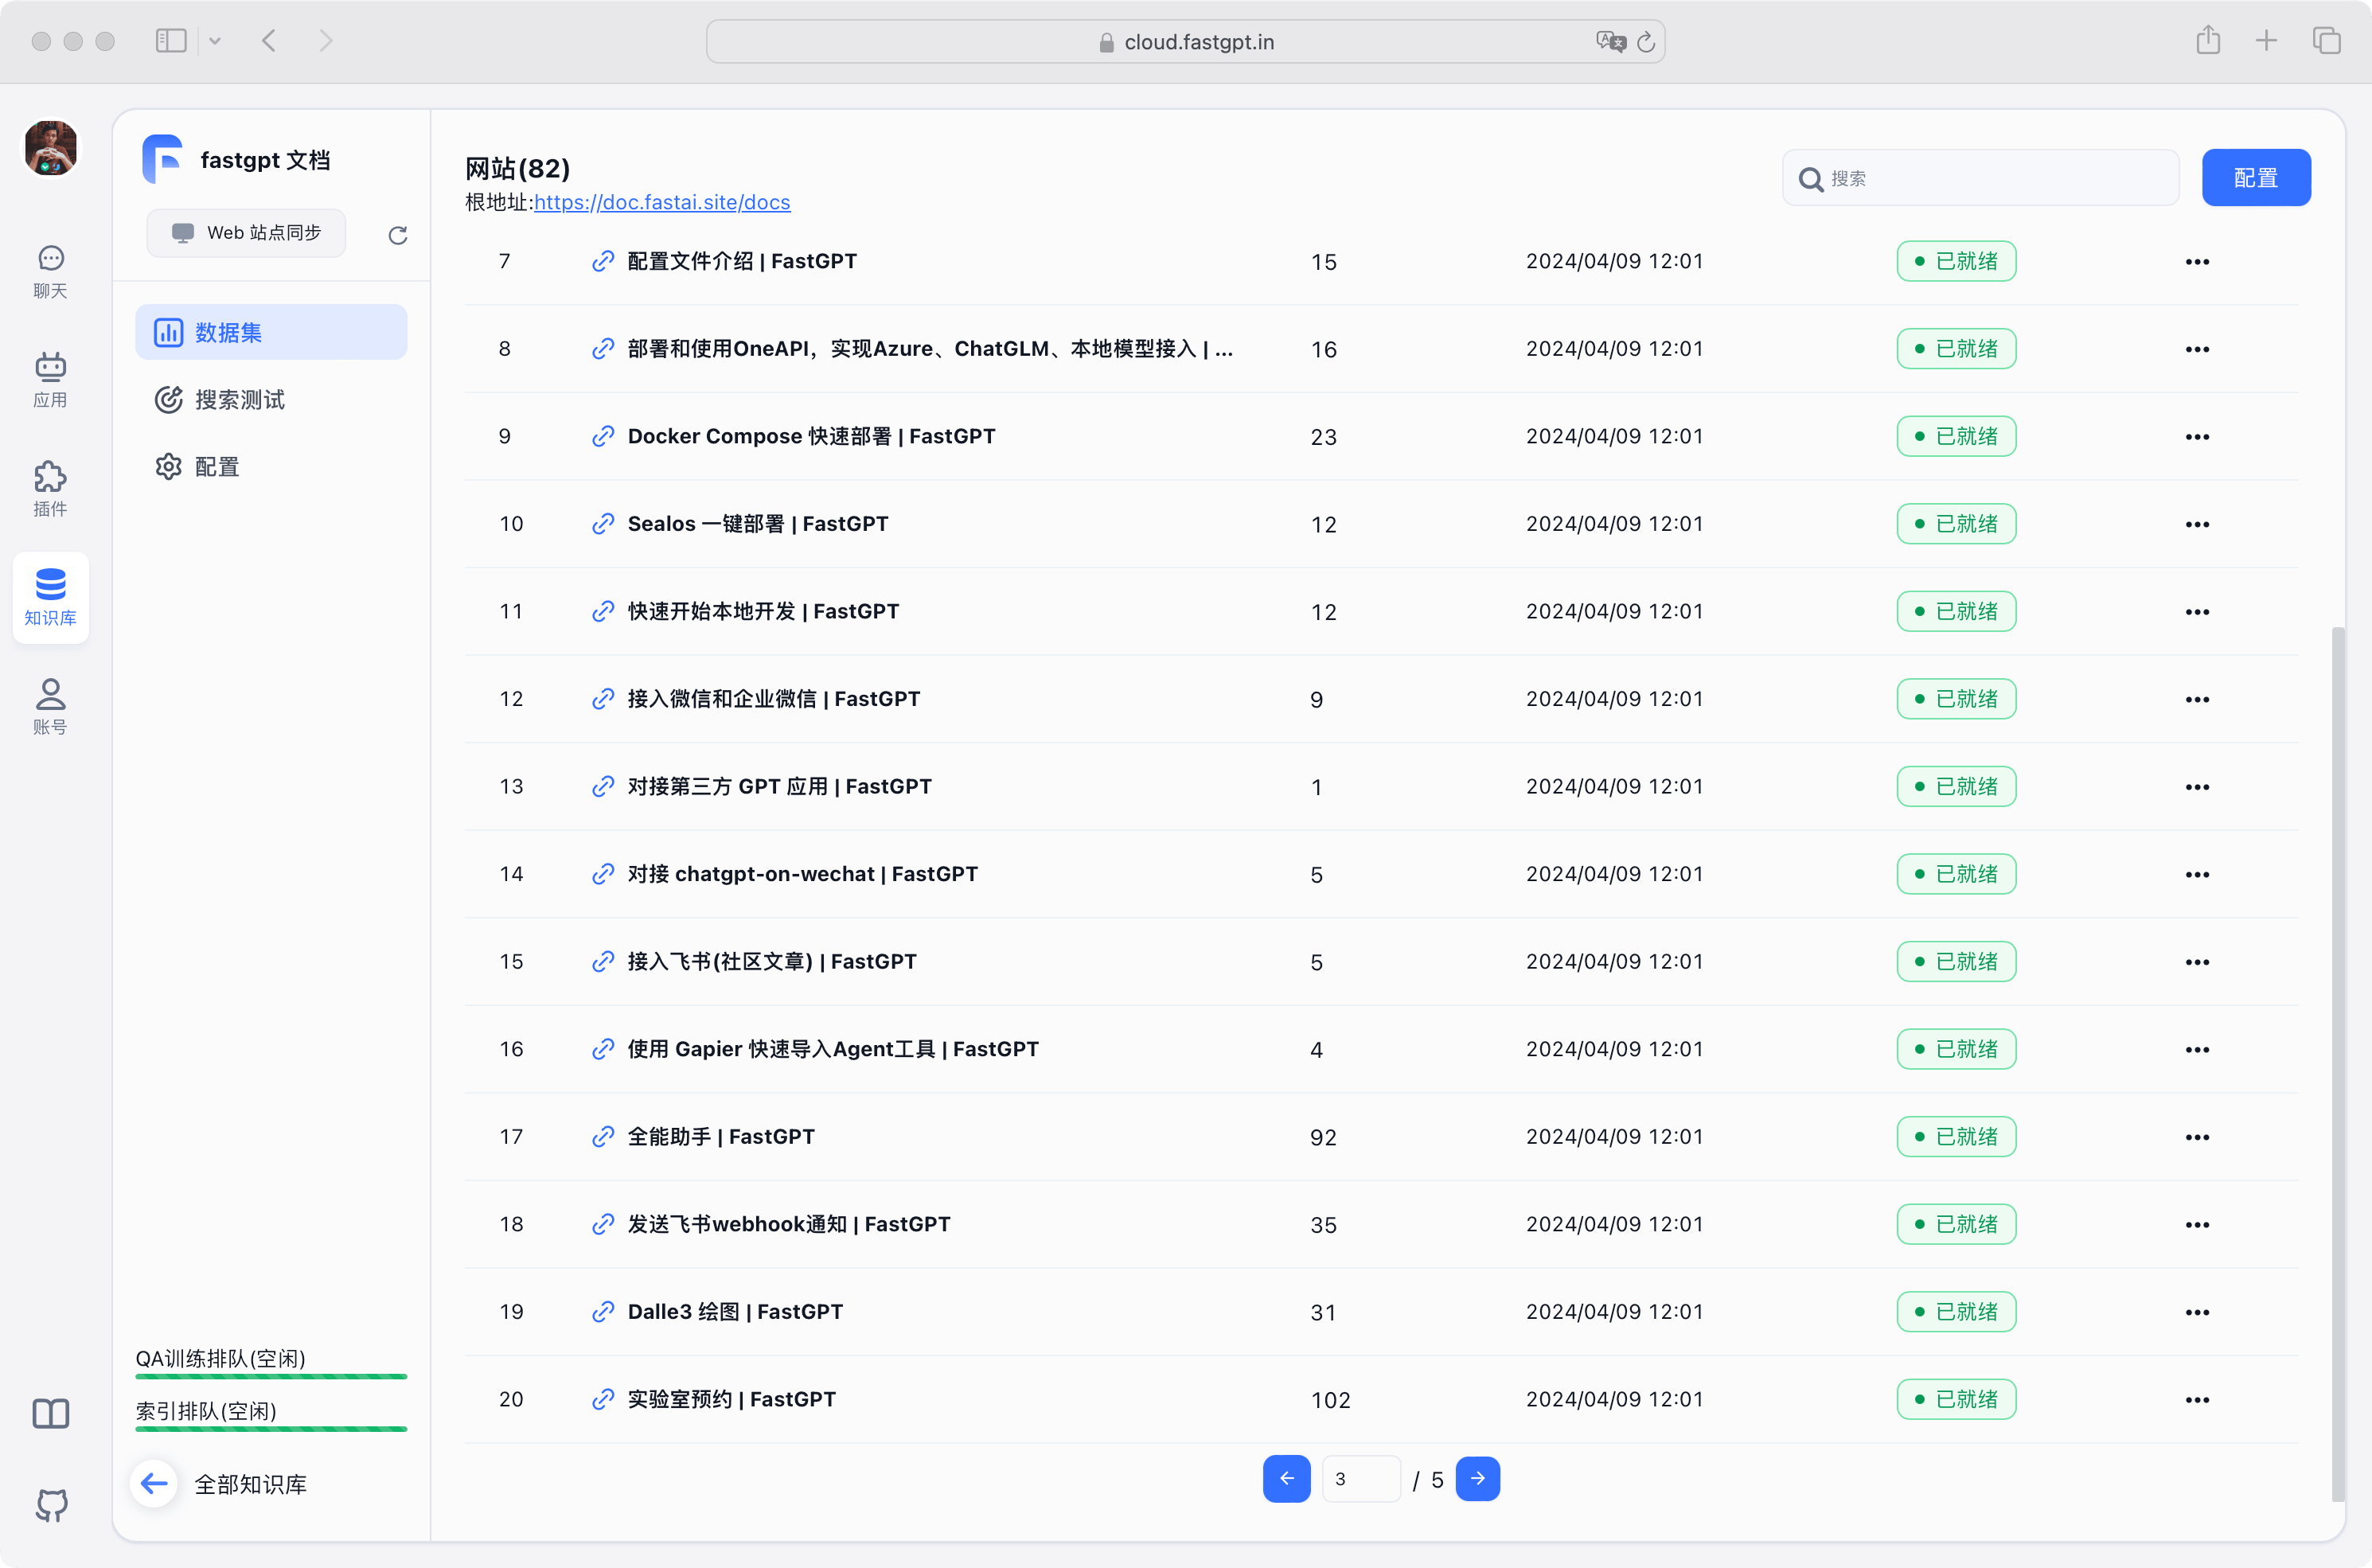 cloud.fastgpt.in
聊天
应用
插件
知识库
账号
fastgpt 文档
Web 站点同步
数据集
搜索测试
配置
QA训练排队(空闲)
索引排队(空闲)
全部知识库
网站(82)
根地址:https://doc.fastai.site/docs
搜索
配置
7 配置文件介绍 | FastGPT 15 2024/04/09 12:01 已就绪
8 部署和使用OneAPI，实现Azure、ChatGLM、本地模型接入 | ... 16 2024/04/09 12:01 已就绪
9 Docker Compose 快速部署 | FastGPT 23 2024/04/09 12:01 已就绪
10 Sealos 一键部署 | FastGPT 12 2024/04/09 12:01 已就绪
11 快速开始本地开发 | FastGPT 12 2024/04/09 12:01 已就绪
12 接入微信和企业微信 | FastGPT 9 2024/04/09 12:01 已就绪
13 对接第三方 GPT 应用 | FastGPT 1 2024/04/09 12:01 已就绪
14 对接 chatgpt-on-wechat | FastGPT 5 2024/04/09 12:01 已就绪
15 接入飞书(社区文章) | FastGPT 5 2024/04/09 12:01 已就绪
16 使用 Gapier 快速导入Agent工具 | FastGPT 4 2024/04/09 12:01 已就绪
17 全能助手 | FastGPT 92 2024/04/09 12:01 已就绪
18 发送飞书webhook通知 | FastGPT 35 2024/04/09 12:01 已就绪
19 Dalle3 绘图 | FastGPT 31 2024/04/09 12:01 已就绪
20 实验室预约 | FastGPT 102 2024/04/09 12:01 已就绪
3 / 5